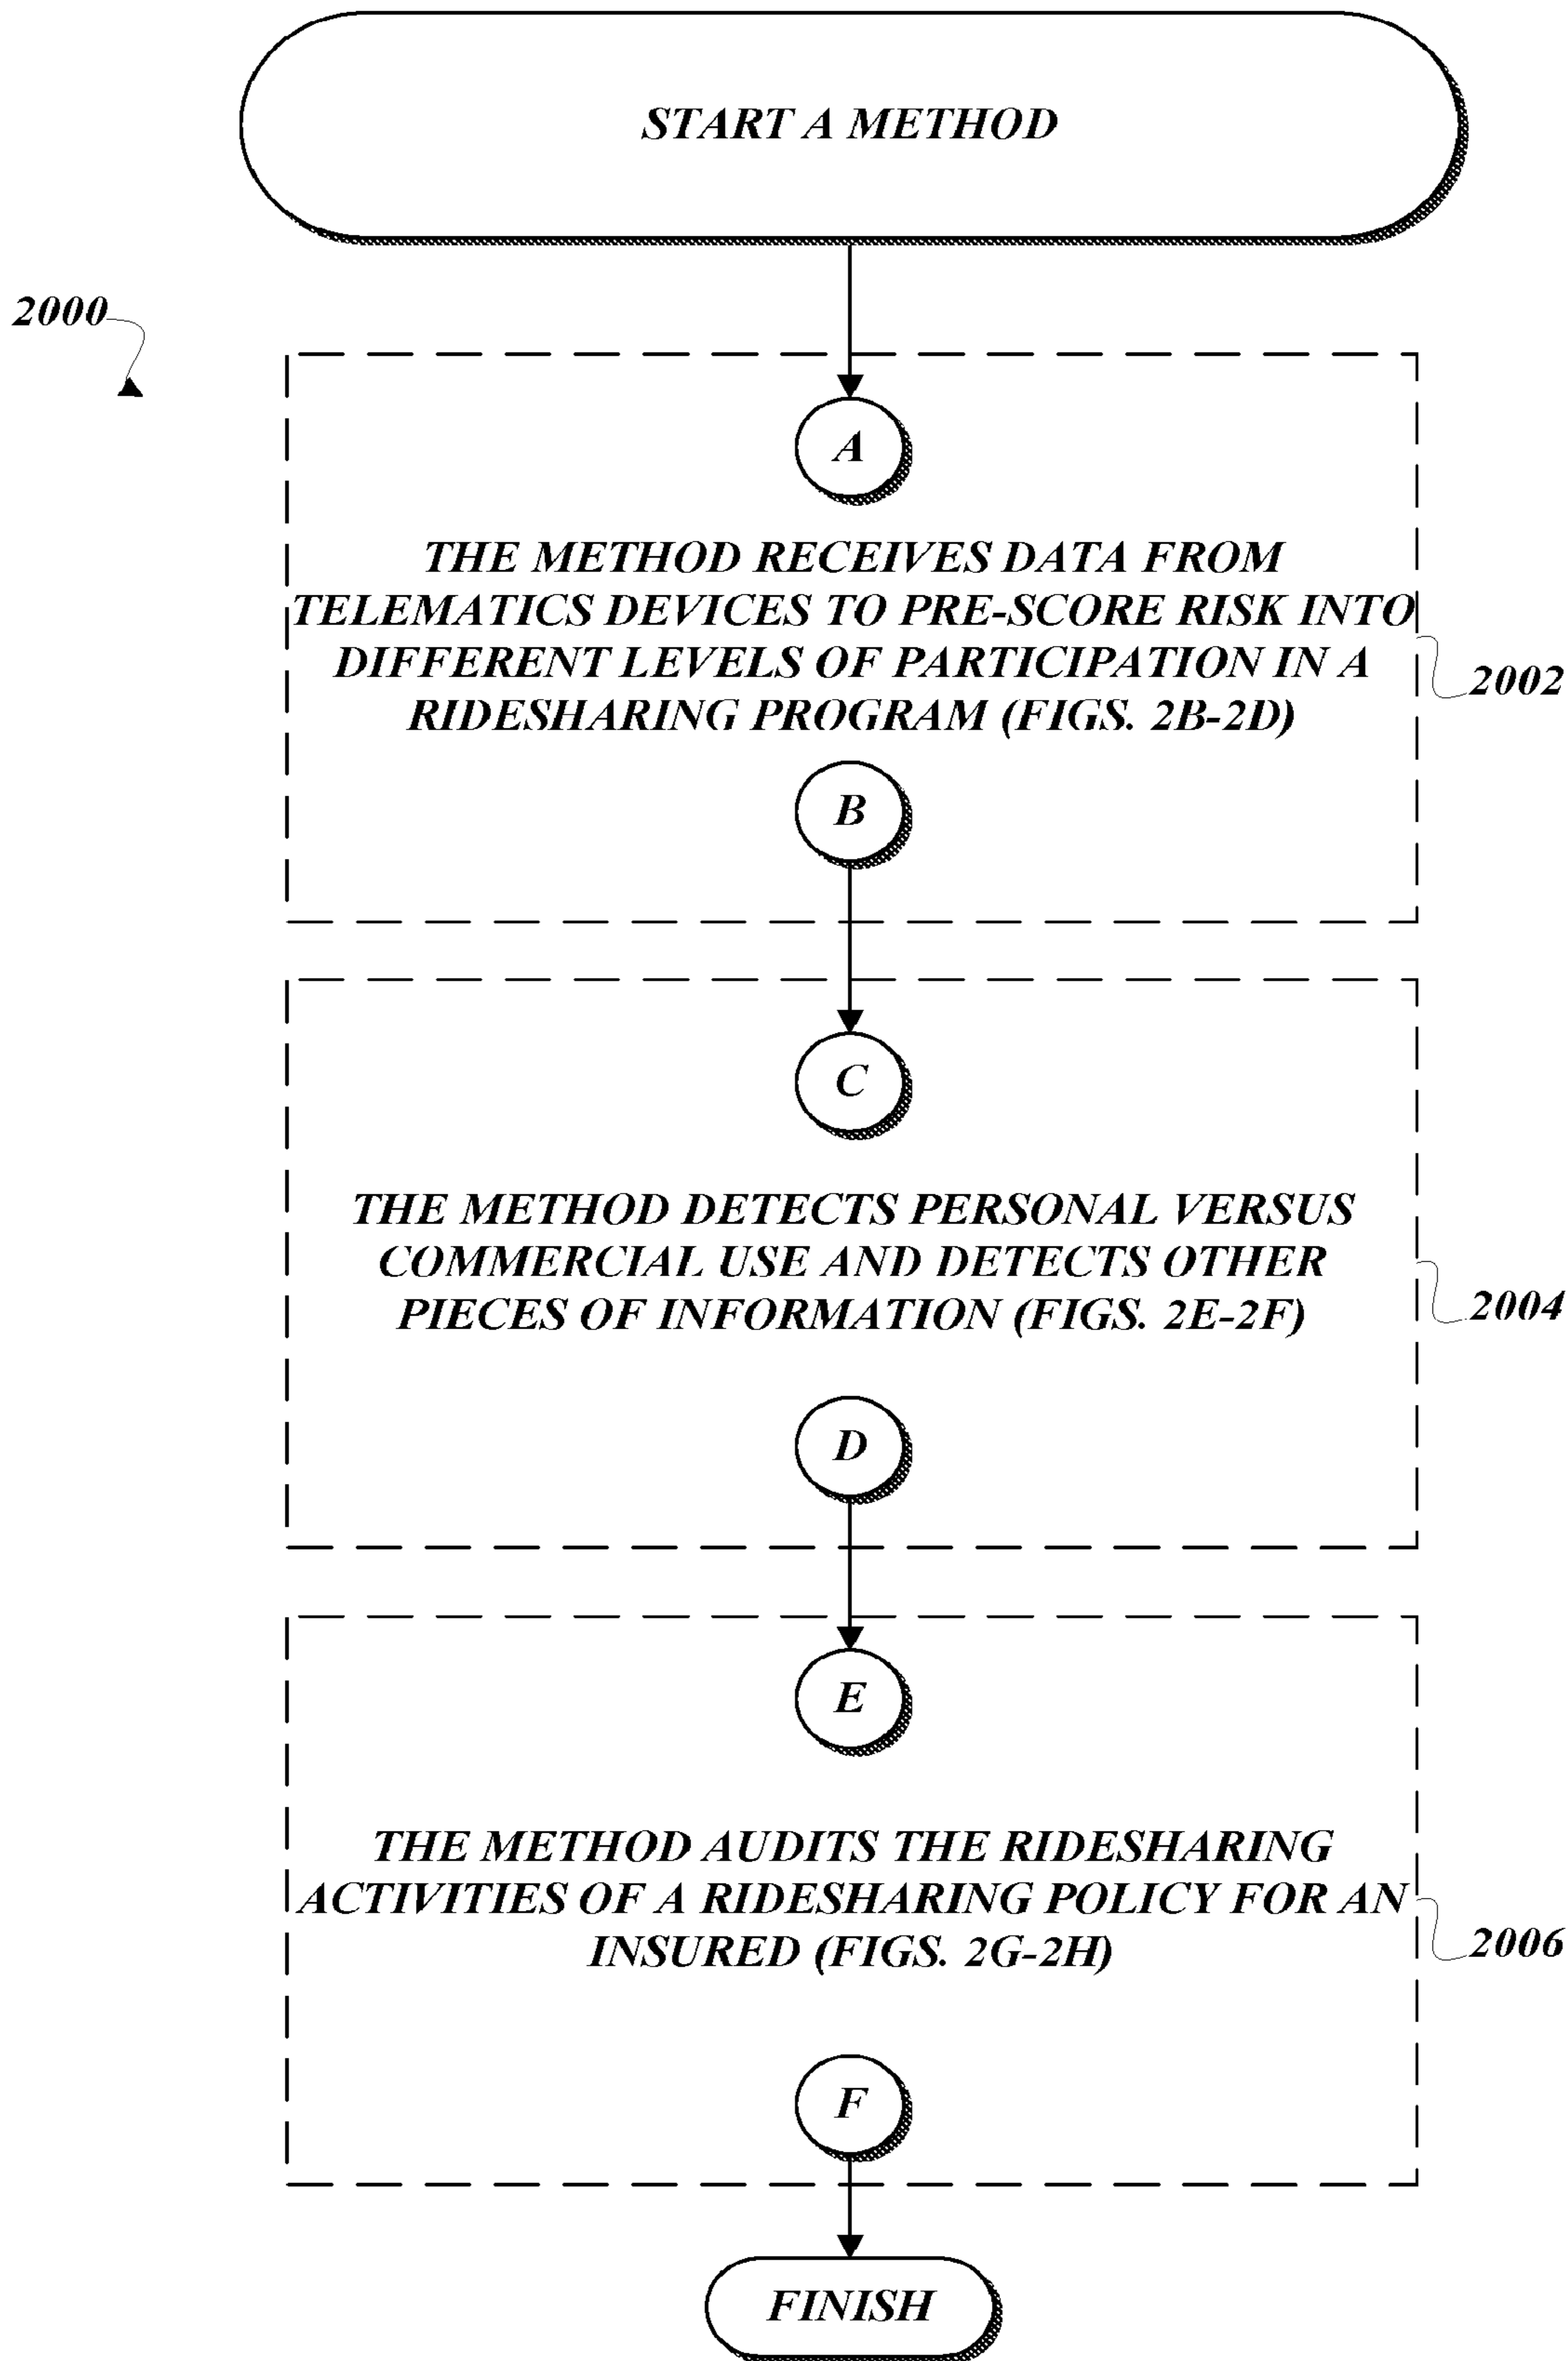 START A METHOD
2000
A
THE METHOD RECEIVES DATA FROM
TELEMATICS DEVICES TO PRE-SCORE RISK INTO
DIFFERENT LEVELS OF PARTICIPATION IN A
RIDESHARING PROGRAM (FIGS. 2B-2D)
2002
B
C
THE METHOD DETECTS PERSONAL VERSUS
COMMERCIAL USE AND DETECTS OTHER
PIECES OF INFORMATION (FIGS. 2E-2F)
2004
D
E
THE METHOD AUDITS THE RIDESHARING
ACTIVITIES OF A RIDESHARING POLICY FOR AN
INSURED (FIGS. 2G-2H)
2006
F
FINISH